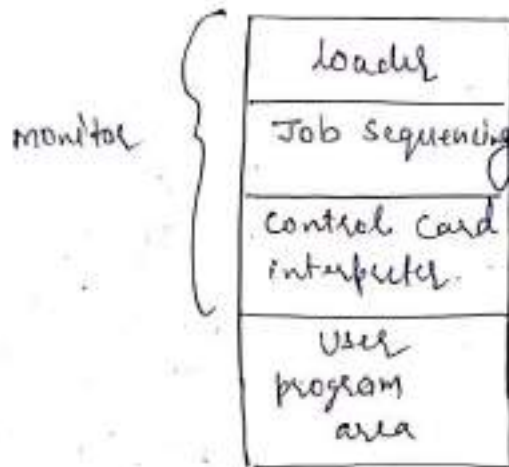 loader
monitor
Job Sequencing
control card
interpreter.
user
program
area